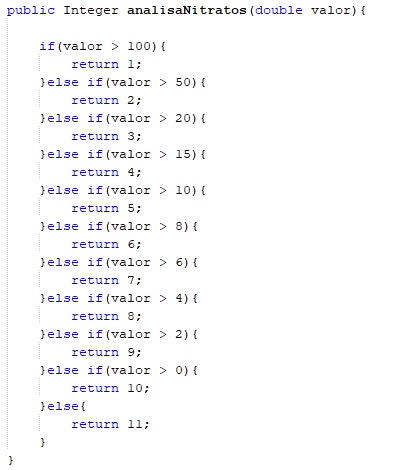 public Integer analisaNitratos(double valor){
if(valor > 100){
return 1;
}else if(valor > 50){
return 2;
}else if(valor > 20){
return 3;
}else if(valor > 15){
return 4;
}else if(valor > 10){
return 5;
}else if(valor > 8){
return 6;
}else if(valor > 6){
return 7;
}else if(valor > 4){
return 8;
}else if(valor > 2){
return 9;
}else if(valor > 0){
return 10;
}else{
return 11;
}
}